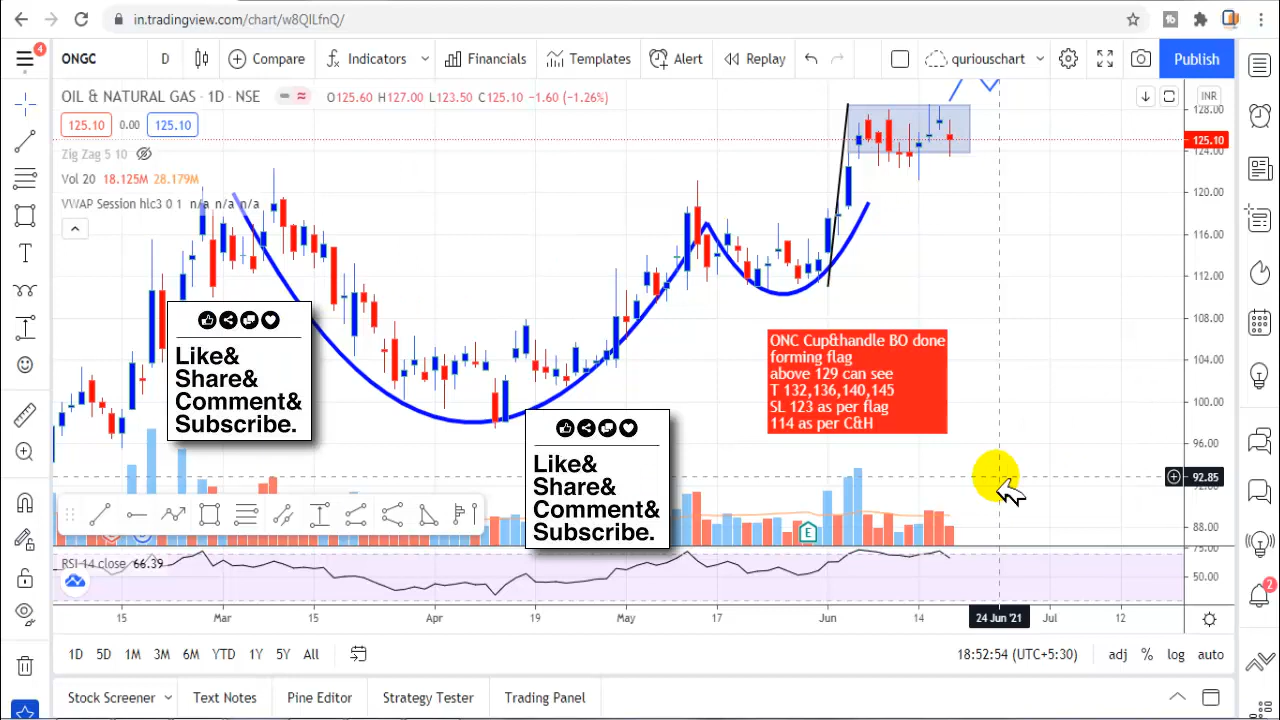 in.tradingview.com/chart/w8QILfnQ/
4
ONGC
D
Compare
Indicators
Financials
Templates
Alert
Replay
quriouschart
Publish
OIL & NATURAL GAS · 1D · NSE
O125.60 H127.00 L123.50 C125.10 -1.60 (-1.26%)
INR
125.10 0.00 125.10
Zig Zag 5 10
Vol 20 18.125M 28.179M
VWAP Session hlc3 0 1 n/a n/a n/a
128.00
125.10
124.00
120.00
116.00
112.00
108.00
104.00
100.00
96.00
92.85
88.00
75.00
50.00
Like&
Share&
Comment&
Subscribe.
Like&
Share&
Comment&
Subscribe.
ONC Cup&handle BO done
forming flag
above 129 can see
T 132,136,140,145
SL 123 as per flag
114 as per C&H
E
RSI 14 close 66.39
2
15 Mar 15 Apr 19 May 17 Jun 14 24 Jun '21 Jul 12
1D 5D 1M 3M 6M YTD 1Y 5Y All
18:52:54 (UTC+5:30) adj % log auto
Stock Screener Text Notes Pine Editor Strategy Tester Trading Panel